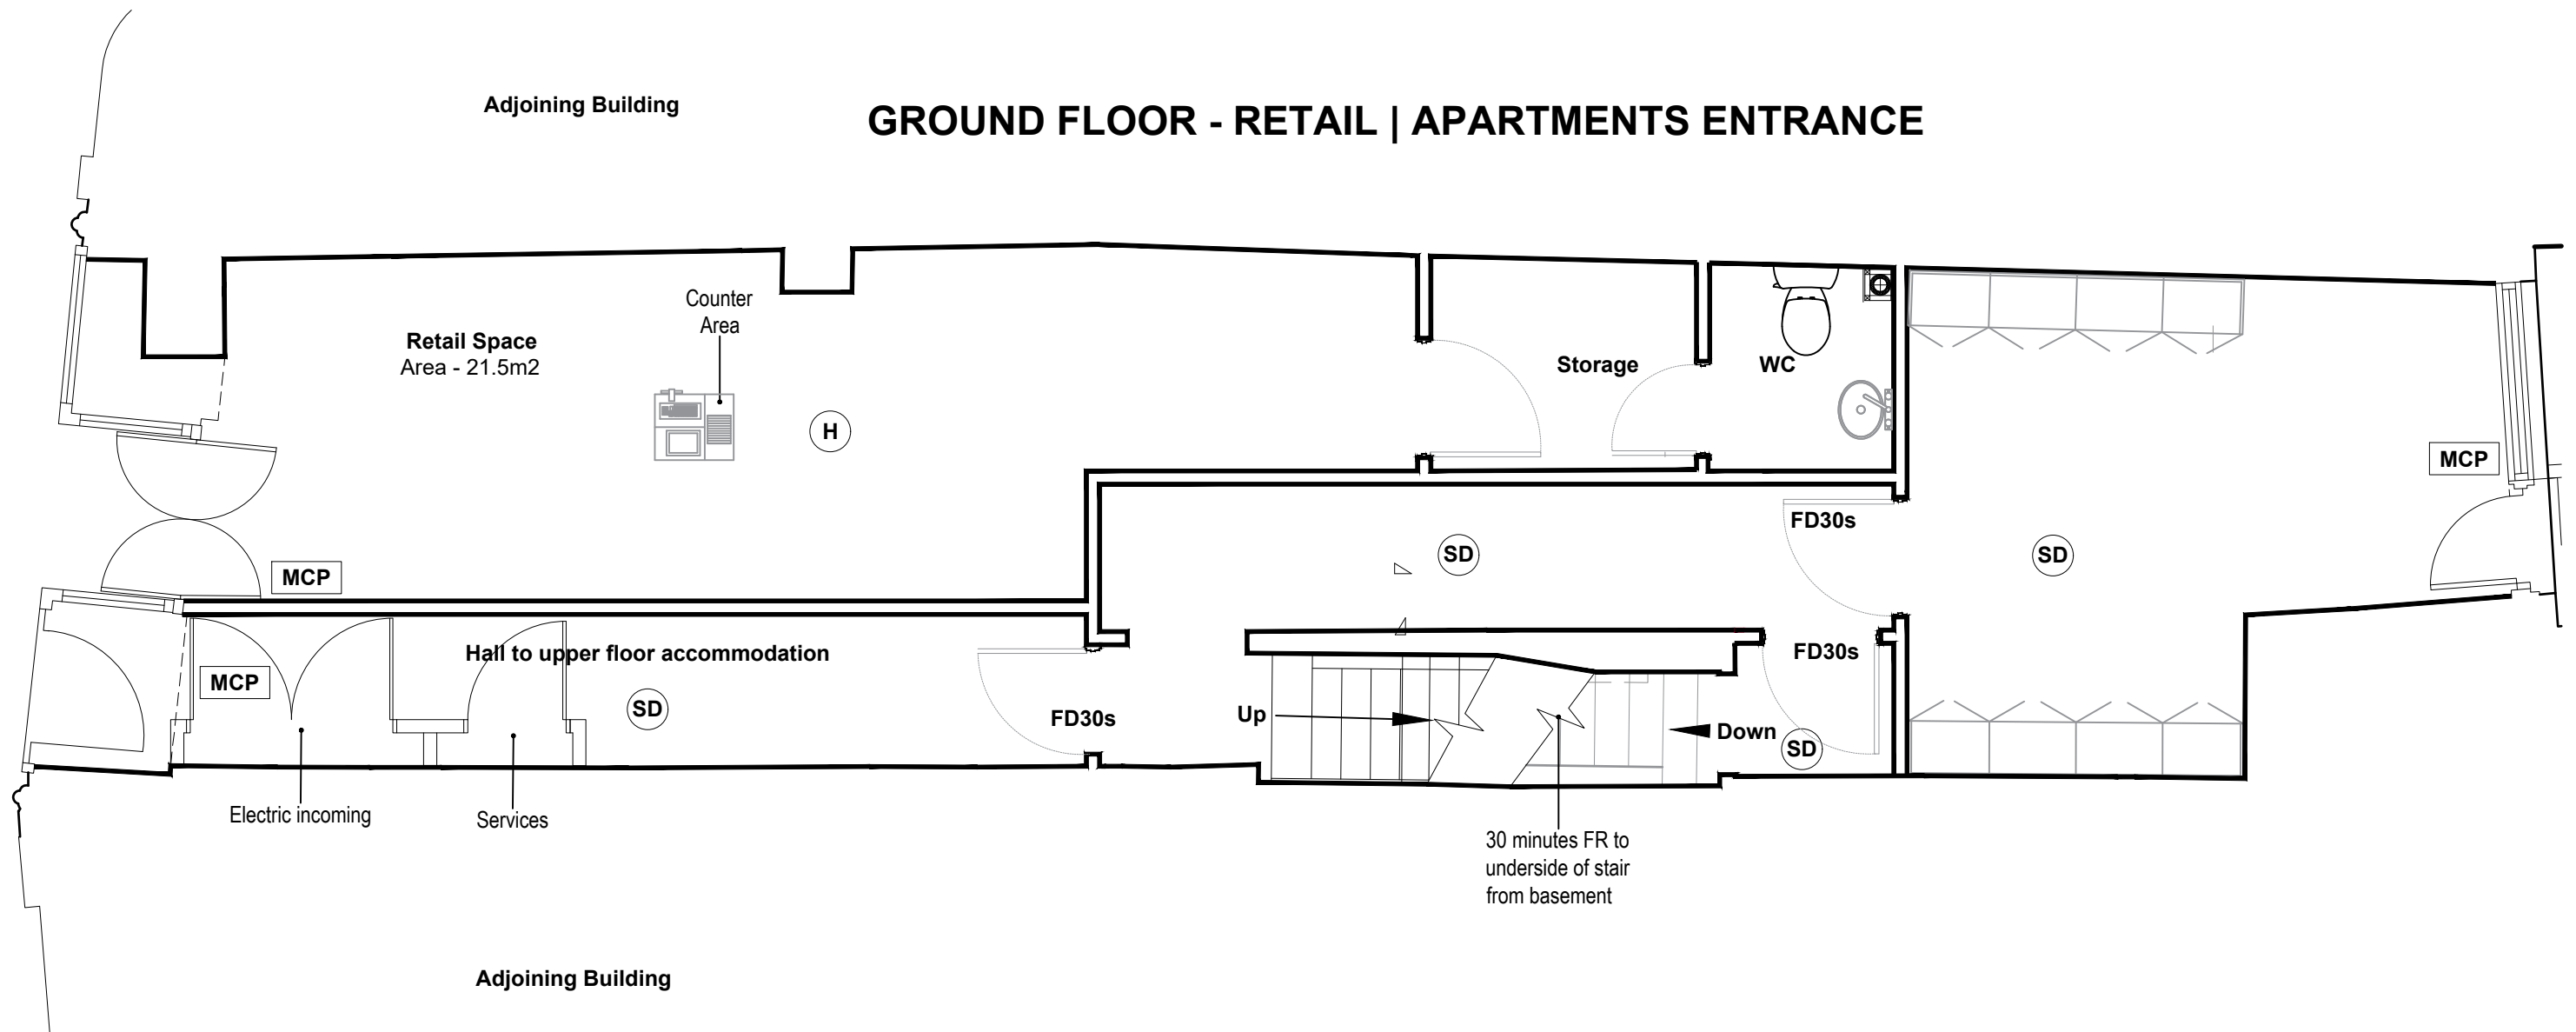 Adjoining Building
GROUND FLOOR - RETAIL | APARTMENTS ENTRANCE
Counter
Area
Retail Space
Area - 21.5m2
Storage
WC
H
MCP
FD30s
SD
SD
MCP
Hall to upper floor accommodation
FD30s
MCP
SD
FD30s
Up
Down
SD
Electric incoming
Services
30 minutes FR to
underside of stair
from basement
Adjoining Building